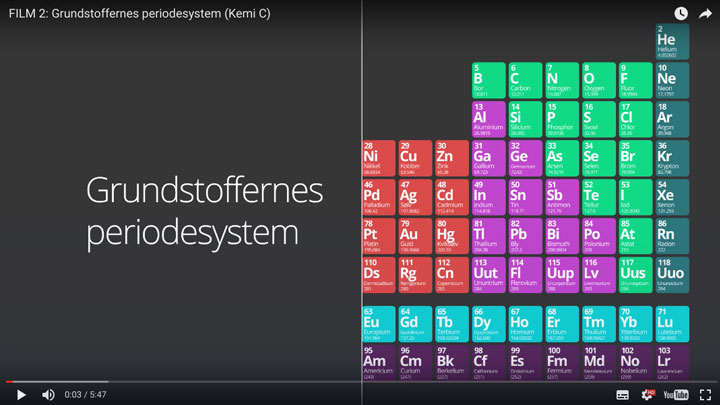 FILM 2: Grundstoffernes periodesystem (Kemi C)
Grundstoffernes
periodesystem
2
He
Helium
4.002602
5 6 7 8 9 10
B C N O F Ne
Bor Carbon Nitrogen Oxygen Fluor Neon
13 14 15 16 17 18
Al Si P S Cl Ar
Aluminium Silicium Phosphor Svovl Klor Argon
28 29 30 31 32 33 34 35 36
Ni Cu Zn Ga Ge As Se Br Kr
Nikkel Kobber Zink Gallium Germanium Arsen Selen Brom Krypton
46 47 48 49 50 51 52 53 54
Pd Ag Cd In Sn Sb Te I Xe
Palladium Sølv Cadmium Indium Tin Antimon Tellur Iod Xenon
78 79 80 81 82 83 84 85 86
Pt Au Hg Tl Pb Bi Po At Rn
Platin Guld Kviksølv Thallium Bly Bismuth Polonium Astat Radon
110 111 112 113 114 115 116 117 118
Ds Rg Cn Uut Fl Uup Lv Uus Uuo
Darmstadtium Röntgenium Copernicium Ununtrium Flerovium Ununpentium Livermorium Ununseptium Ununoctium
63 64 65 66 67 68 69 70 71
Eu Gd Tb Dy Ho Er Tm Yb Lu
Europium Gadolinium Terbium Dysprosium Holmium Erbium Thulium Ytterbium Lutetium
95 96 97 98 99 100 101 102 103
Am Cm Bk Cf Es Fm Md No Lr
Americium Curium Berkelium Californium Einsteinium Fermium Mendelevium Nobelium Lawrencium
0:03 / 5:47
HD
YouTube